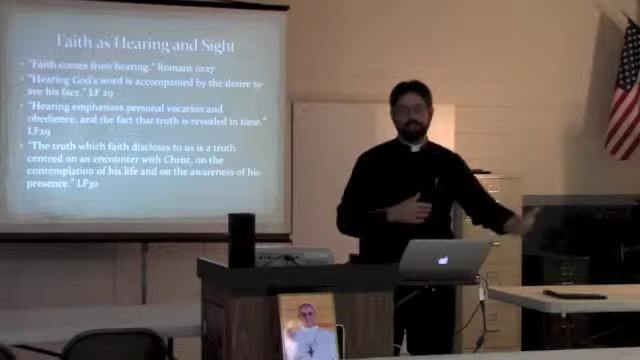 Faith as Hearing and Sight
"Faith comes from hearing." Romans 10:17
"Hearing God's word is accompanied by the desire to
see his face." LF 29
"Hearing emphasizes personal vocation and
obedience, and the fact that truth is revealed in time."
LF29
"The truth which faith discloses to us is a truth
centred on an encounter with Christ, on the
contemplation of his life and on the awareness of his
presence." LF30